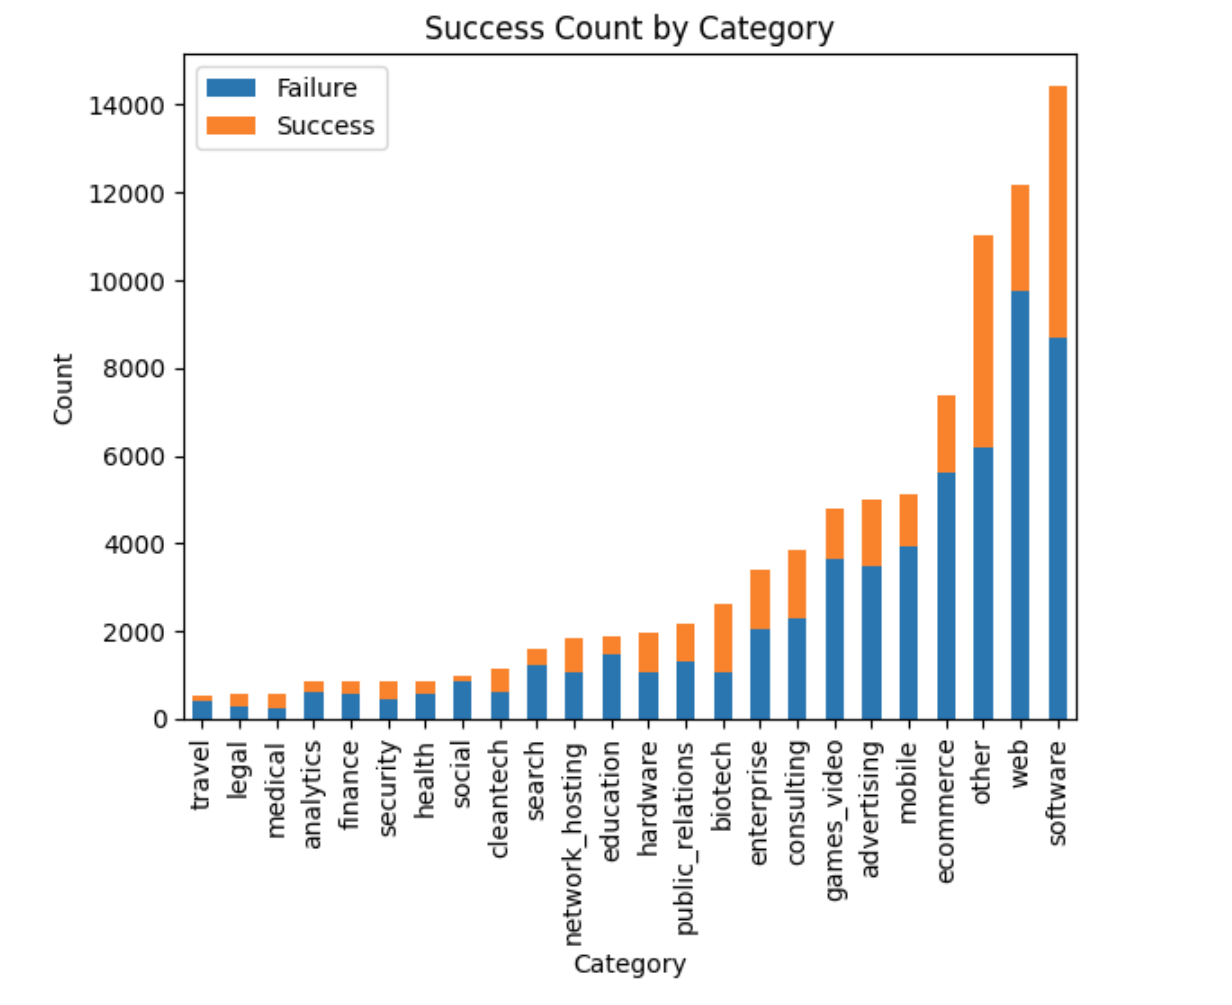 Success Count by Category
Failure
Success
14000
12000
10000
8000
6000
4000
2000
0
Count
travel
legal
medical
analytics
finance
security
health
social
cleantech
search
network_hosting
education
hardware
public_relations
biotech
enterprise
consulting
games_video
advertising
mobile
ecommerce
other
web
software
Category